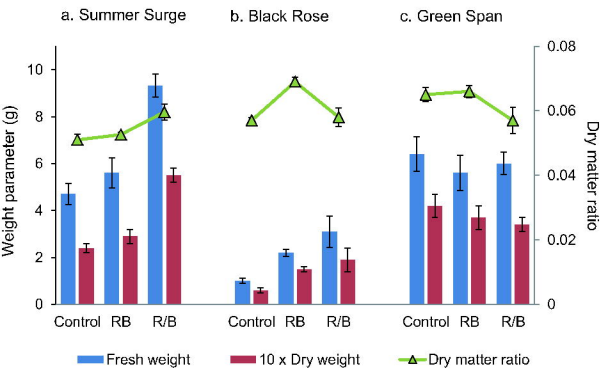 a. Summer Surge b. Black Rose c. Green Span
Weight parameter (g)
10
8
6
4
2
0
0.08
0.06
0.04
0.02
0
Dry matter ratio
Control RB R/B Control RB R/B Control RB R/B
Fresh weight 10 x Dry weight Dry matter ratio